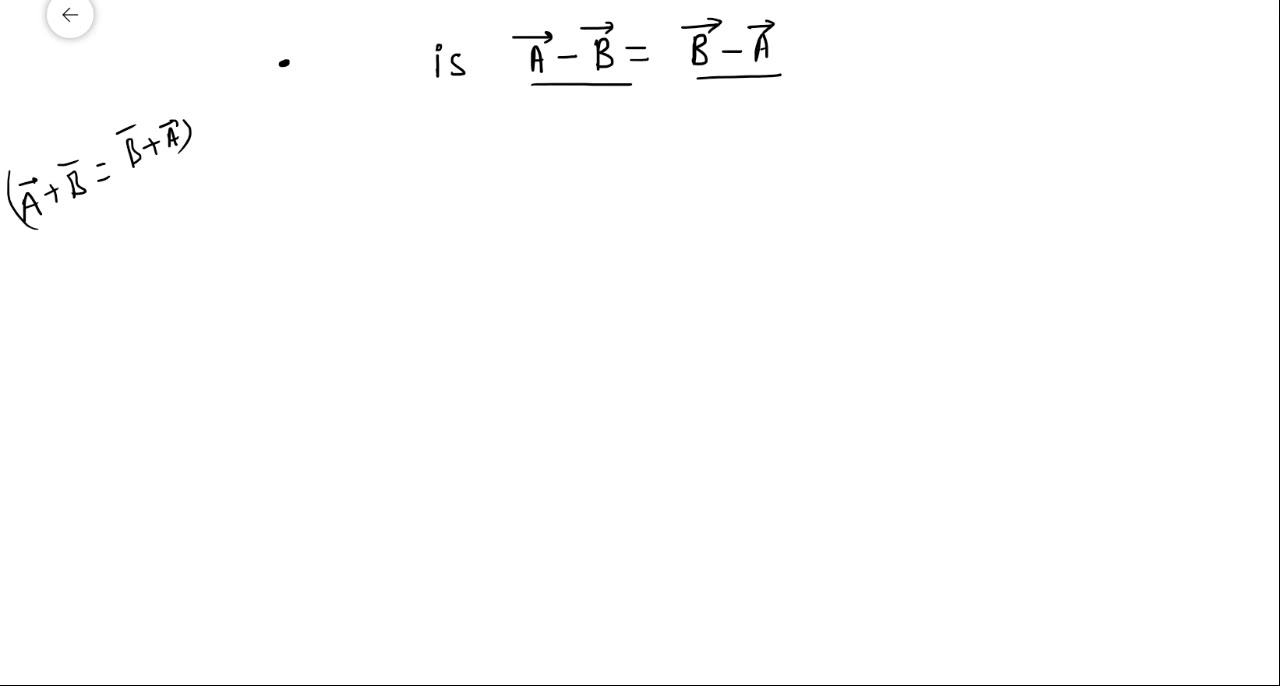 is A⃗ − B⃗ = B⃗ − A⃗
(A⃗ + B̅ = B̅ + A⃗)